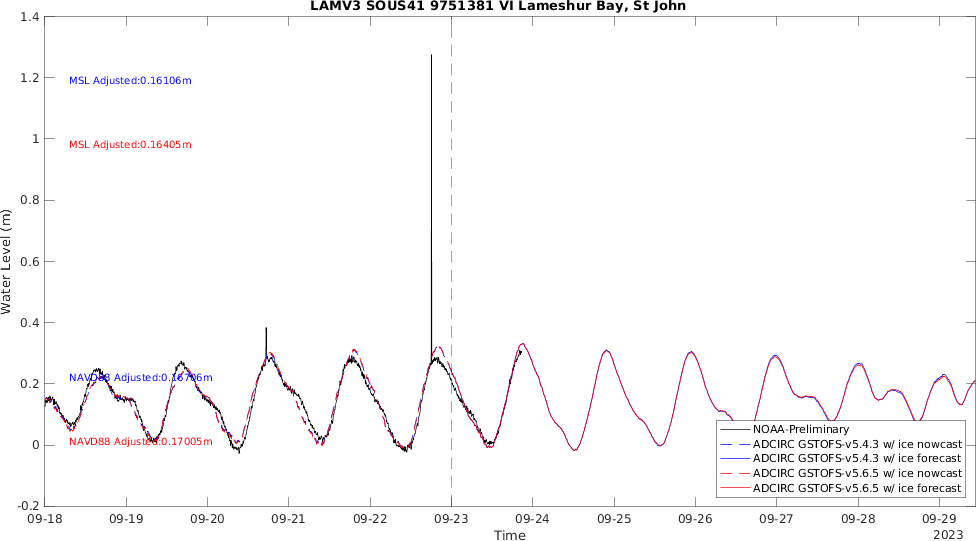 LAMV3 SOUS41 9751381 VI Lameshur Bay, St John
1.4
1.2
1
0.8
0.6
0.4
0.2
0
-0.2
Water Level (m)
MSL Adjusted:0.16106m
MSL Adjusted:0.16405m
NAVD88 Adjusted:0.16706m
NAVD88 Adjusted:0.17005m
NOAA-Preliminary
ADCIRC GSTOFS-v5.4.3 w/ ice nowcast
ADCIRC GSTOFS-v5.4.3 w/ ice forecast
ADCIRC GSTOFS-v5.6.5 w/ ice nowcast
ADCIRC GSTOFS-v5.6.5 w/ ice forecast
09-18 09-19 09-20 09-21 09-22 09-23 09-24 09-25 09-26 09-27 09-28 09-29
Time
2023